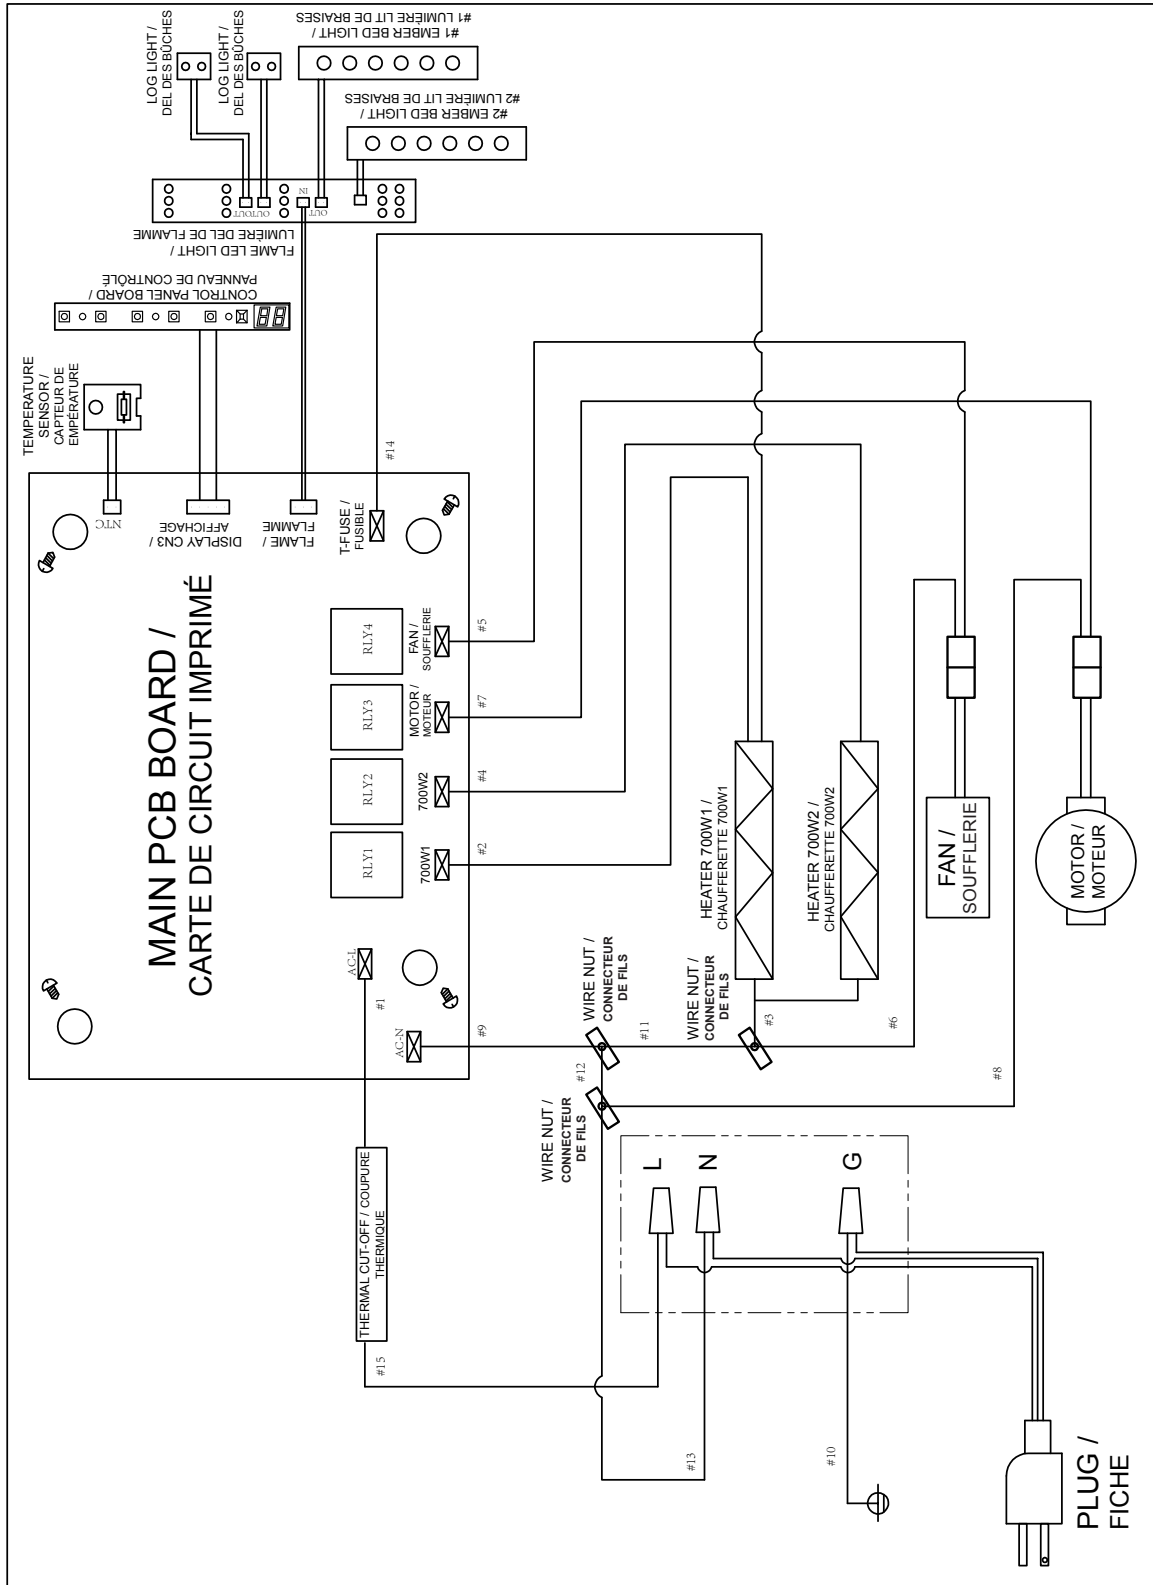 LOG LIGHT /
DEL DES BÛCHES
LOG LIGHT /
DEL DES BÛCHES
#1 EMBER BED LIGHT /
#1 LUMIÈRE LIT DE BRAISES
#2 EMBER BED LIGHT /
#2 LUMIÈRE LIT DE BRAISES
OUTOUT
IN
OUT
FLAME LED LIGHT /
LUMIÈRE DEL DE FLAMME
CONTROL PANEL BOARD /
PANNEAU DE CONTRÔLÉ
88
TEMPERATURE
SENSOR /
CAPTEUR DE
EMPÉRATURE
NTC
DISPLAY CN3 /
AFFICHAGE
FLAME /
FLAMME
T-FUSE /
FUSIBLE
#14
MAIN PCB BOARD /
CARTE DE CIRCUIT IMPRIMÉ
RLY4
FAN /
SOUFFLERIE
#5
RLY3
MOTOR /
MOTEUR
#7
RLY2
700W2
#4
RLY1
700W1
#2
AC-L
#1
AC-N
#9
HEATER 700W1 /
CHAUFFERETTE 700W1
HEATER 700W2 /
CHAUFFERETTE 700W2
FAN /
SOUFFLERIE
MOTOR /
MOTEUR
WIRE NUT /
CONNECTEUR
DE FILS
#11
WIRE NUT /
CONNECTEUR
DE FILS
#3
#6
#8
#12
WIRE NUT /
CONNECTEUR
DE FILS
THERMAL CUT-OFF / COUPURE
THERMIQUE
#15
L
N
G
#13
#10
PLUG /
FICHE